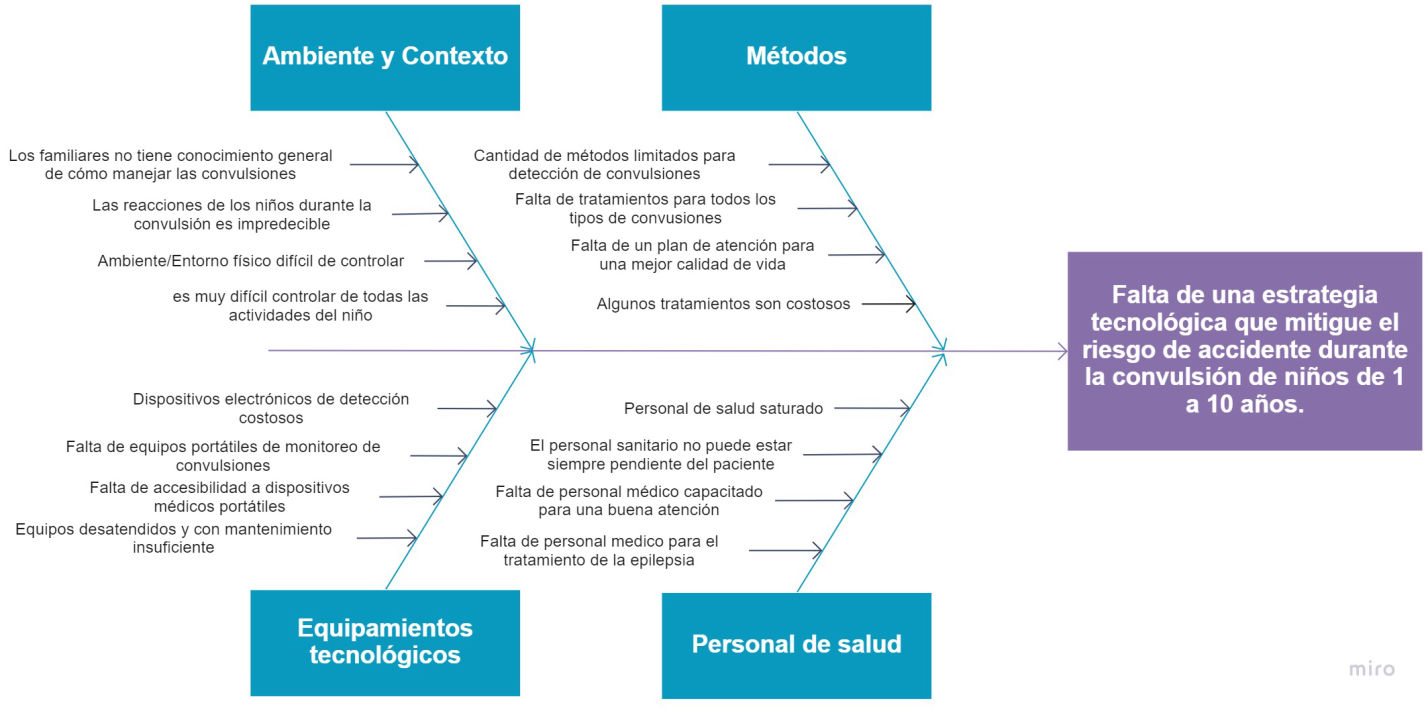 Ambiente y Contexto
Los familiares no tiene conocimiento general
de cómo manejar las convulsiones
Las reacciones de los niños durante la
convulsión es impredecible
Ambiente/Entorno físico difícil de controlar
es muy difícil controlar de todas las
actividades del niño
Métodos
Cantidad de métodos limitados para
detección de convulsiones
Falta de tratamientos para todos los
tipos de convusiones
Falta de un plan de atención para
una mejor calidad de vida
Algunos tratamientos son costosos
Falta de una estrategia
tecnológica que mitigue el
riesgo de accidente durante
la convulsión de niños de 1
a 10 años.
Dispositivos electrónicos de detección
costosos
Falta de equipos portátiles de monitoreo de
convulsiones
Falta de accesibilidad a dispositivos
médicos portátiles
Equipos desatendidos y con mantenimiento
insuficiente
Equipamientos
tecnológicos
Personal de salud saturado
El personal sanitario no puede estar
siempre pendiente del paciente
Falta de personal médico capacitado
para una buena atención
Falta de personal medico para el
tratamiento de la epilepsia
Personal de salud
miro